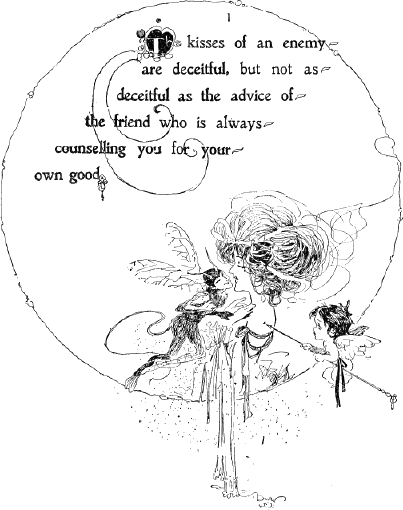 1
The kisses of an enemy
are deceitful, but not as
deceitful as the advice of
the friend who is always
counselling you for your
own good